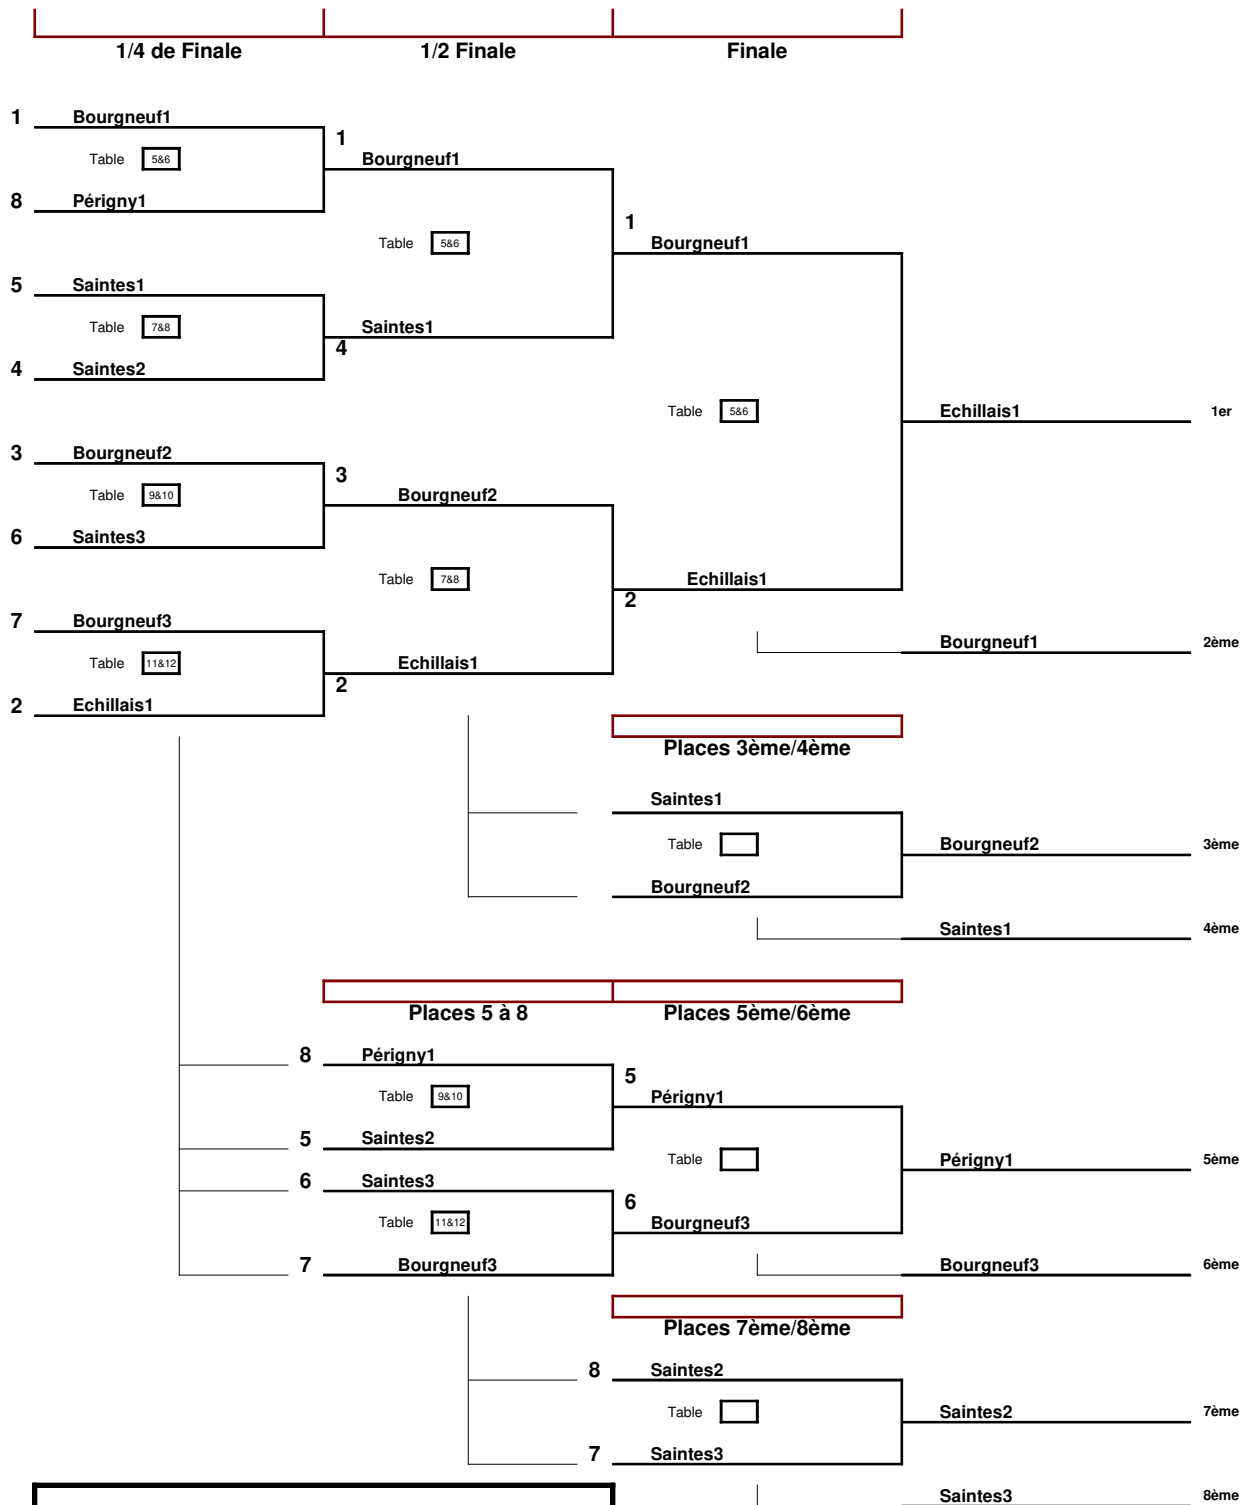 1/4 de Finale 1/2 Finale Finale
1 Bourgneuf1
1
Table 5&6 Bourgneuf1
8 Périgny1
1
Table 5&6 Bourgneuf1
5 Saintes1
Table 7&8 Saintes1
4
4 Saintes2
Table 5&6 Echillais1 1er
3 Bourgneuf2
3
Table 9&10 Bourgneuf2
6 Saintes3
Table 7&8 Echillais1
2
7 Bourgneuf3
Bourgneuf1 2ème
Table 11&12 Echillais1
2
2 Echillais1
Places 3ème/4ème
Saintes1
Table Bourgneuf2 3ème
Bourgneuf2
Saintes1 4ème
Places 5 à 8 Places 5ème/6ème
8 Périgny1
5
Table 9&10 Périgny1
5 Saintes2
Table Périgny1 5ème
6 Saintes3
6
Table 11&12 Bourgneuf3
7 Bourgneuf3 Bourgneuf3 6ème
Places 7ème/8ème
8 Saintes2
Table Saintes2 7ème
7 Saintes3
Saintes3 8ème